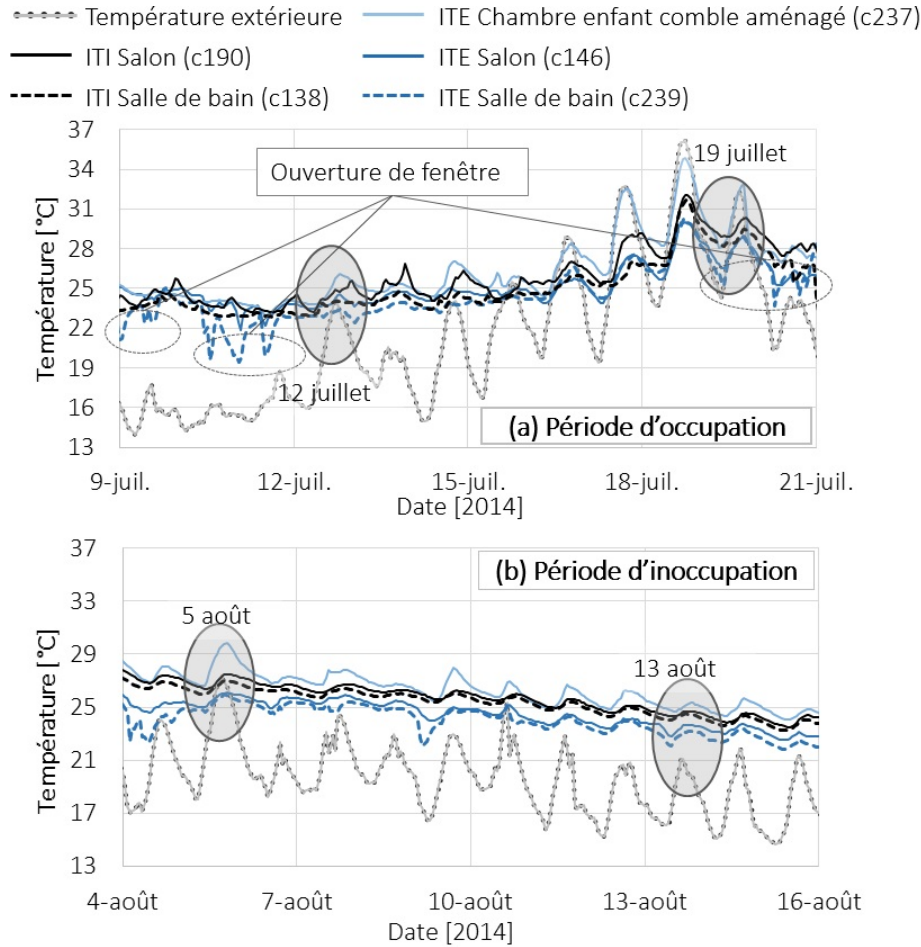 Température extérieure
ITE Chambre enfant comble aménagé (c237)
ITI Salon (c190)
ITE Salon (c146)
ITI Salle de bain (c138)
ITE Salle de bain (c239)
37
34
31
28
25
22
19
16
13
Température [°C]
Ouverture de fenêtre
19 juillet
12 juillet
(a) Période d'occupation
9-juil.
12-juil.
15-juil.
18-juil.
21-juil.
Date [2014]
37
33
29
25
21
17
13
Température [°C]
(b) Période d'inoccupation
5 août
13 août
4-août
7-août
10-août
13-août
16-août
Date [2014]